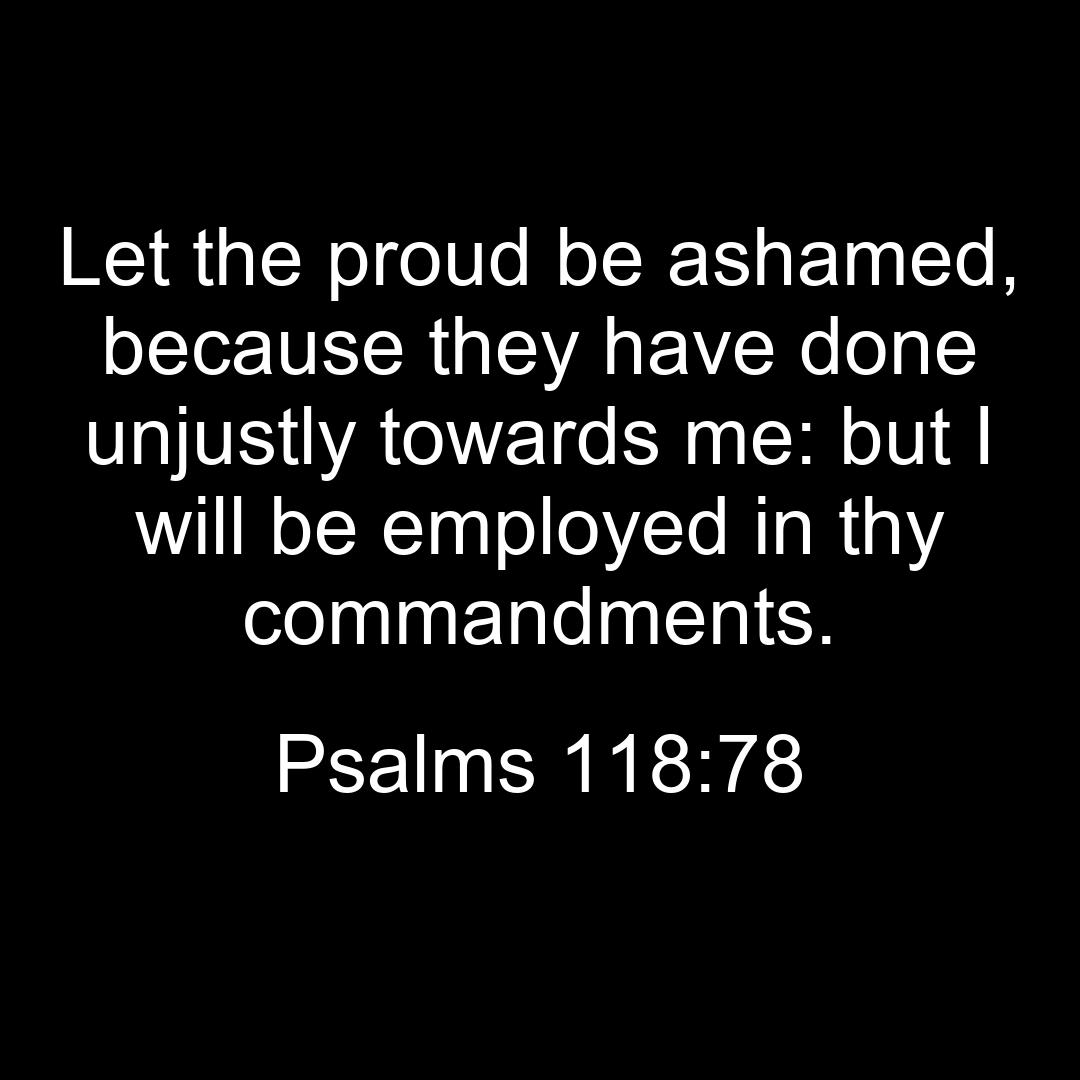 Let the proud be ashamed,
because they have done
unjustly towards me: but I
will be employed in thy
commandments.
Psalms 118:78